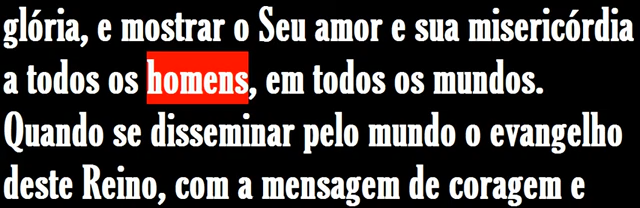 glória, e mostrar o Seu amor e sua misericórdia
a todos os homens, em todos os mundos.
Quando se disseminar pelo mundo o evangelho
deste Reino, com a mensagem de coragem e